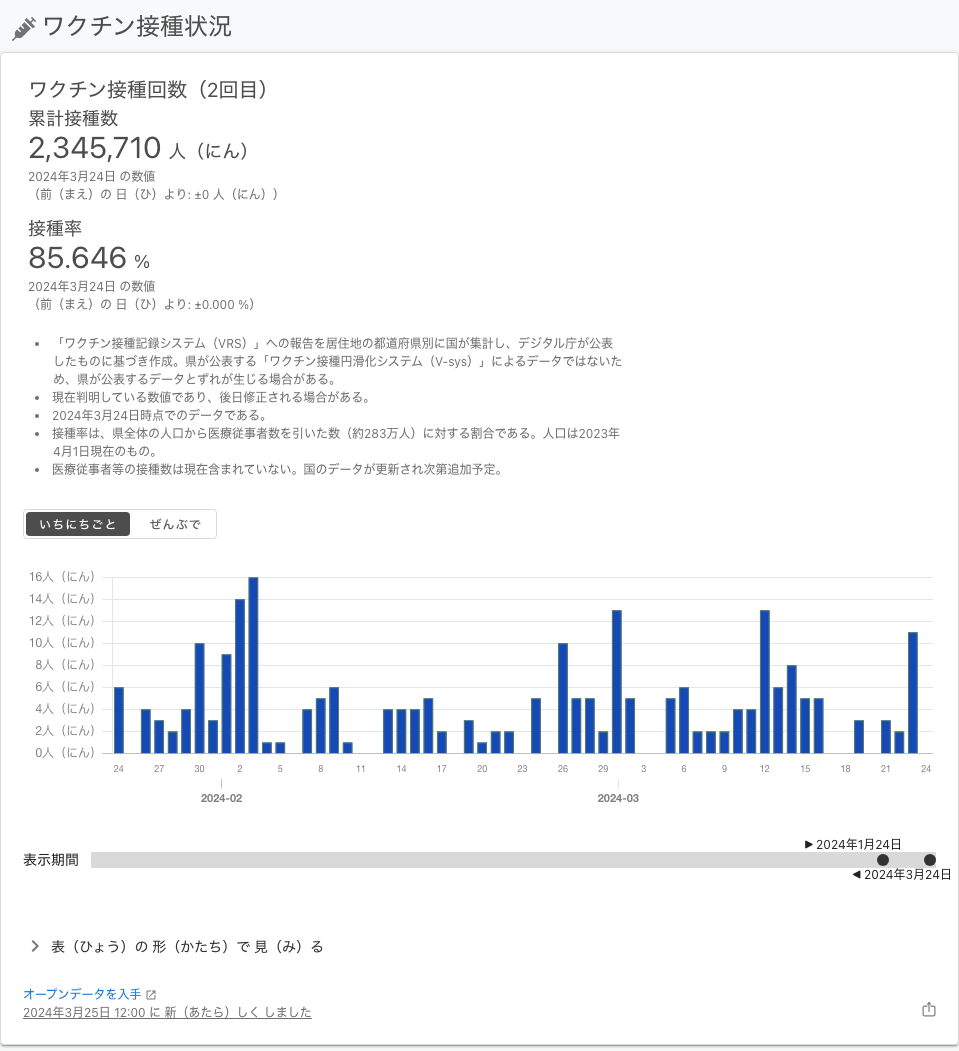 ワクチン接種状況
ワクチン接種回数（2回目）
累計接種数
2,345,710 人（にん）
2024年3月24日 の数値
（前（まえ）の 日（ひ）より: ±0 人（にん））
接種率
85.646 %
2024年3月24日 の数値
（前（まえ）の 日（ひ）より: ±0.000 %）
• 「ワクチン接種記録システム（VRS）」への報告を居住地の都道府県別に国が集計し、デジタル庁が公表
したものに基づき作成。県が公表する「ワクチン接種円滑化システム（V-sys）」によるデータではないた
め、県が公表するデータとずれが生じる場合がある。
• 現在判明している数値であり、後日修正される場合がある。
• 2024年3月24日時点でのデータである。
• 接種率は、県全体の人口から医療従事者数を引いた数（約283万人）に対する割合である。人口は2023年
4月1日現在のもの。
• 医療従事者等の接種数は現在含まれていない。国のデータが更新され次第追加予定。
いちにちごと ぜんぶで
16人（にん）
14人（にん）
12人（にん）
10人（にん）
8人（にん）
6人（にん）
4人（にん）
2人（にん）
0人（にん）
24 27 30 2 5 8 11 14 17 20 23 26 29 3 6 9 12 15 18 21 24
2024-02 2024-03
▶ 2024年1月24日
表示期間
◀ 2024年3月24日
表（ひょう）の 形（かたち）で 見（み）る
オープンデータを入手
2024年3月25日 12:00 に 新（あたら）しく しました